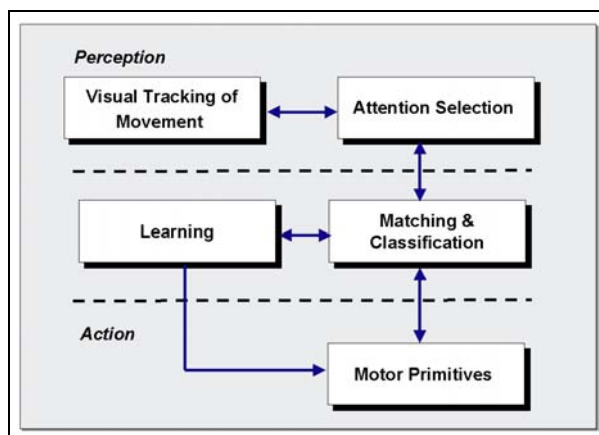 Perception
Visual Tracking of
Movement
Attention Selection
Learning
Matching &
Classification
Action
Motor Primitives